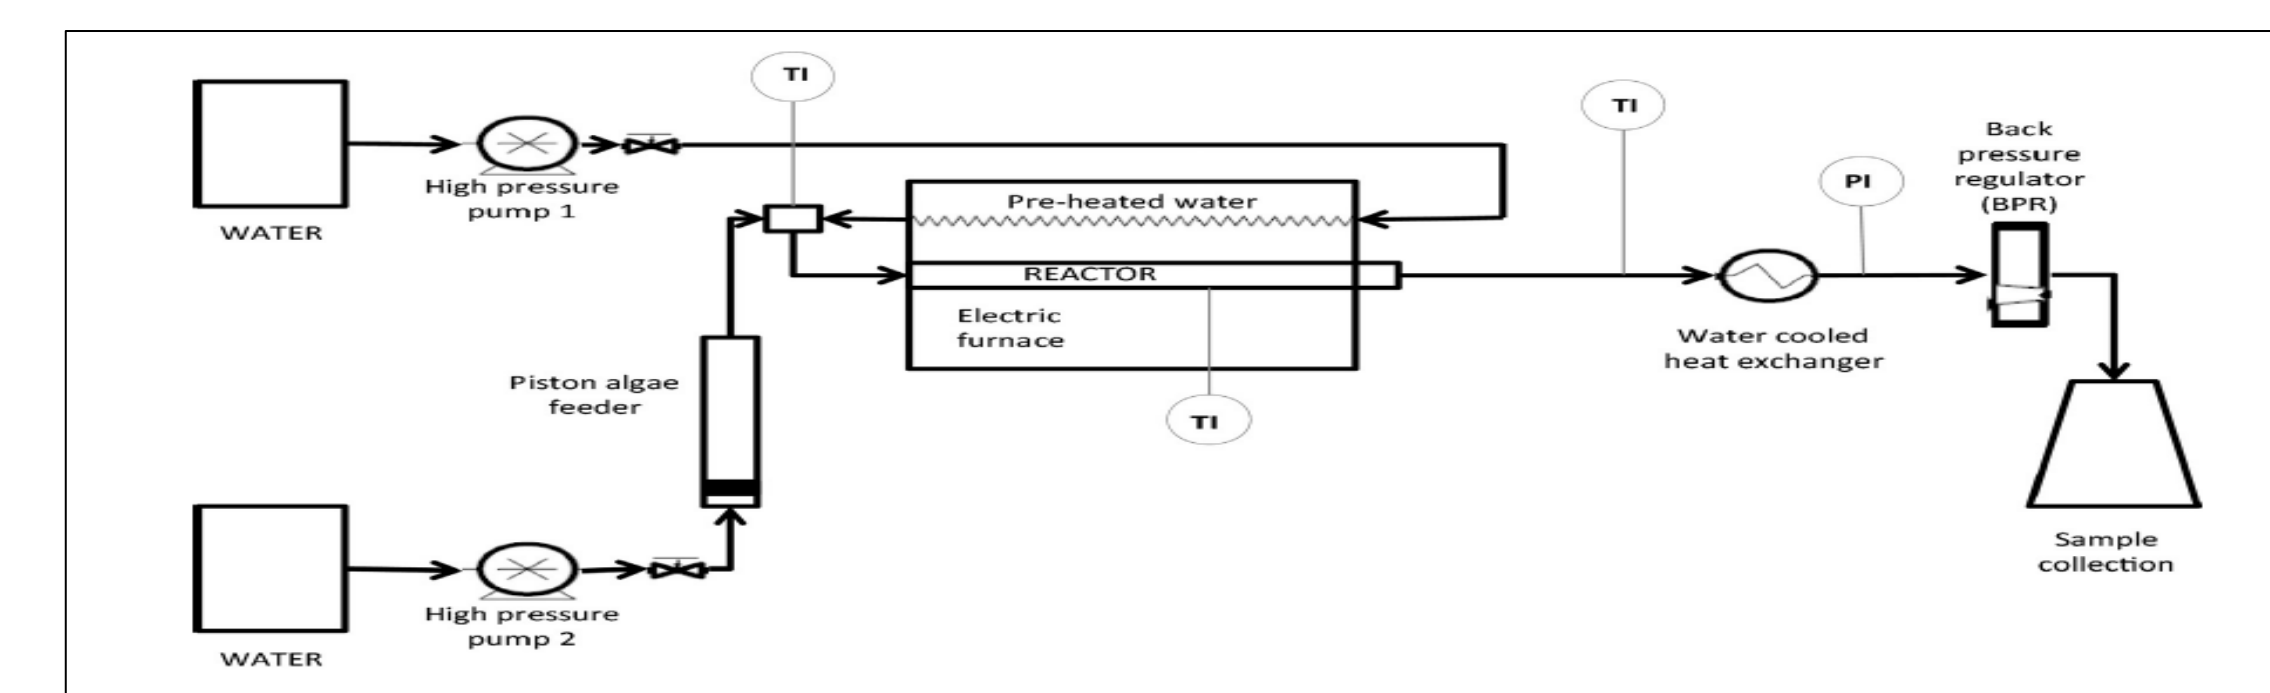 TI
TI
Back
pressure
regulator
(BPR)
PI
High pressure
pump 1
WATER
Pre-heated water
REACTOR
Electric
furnace
Water cooled
heat exchanger
Piston algae
feeder
TI
Sample
collection
High pressure
pump 2
WATER